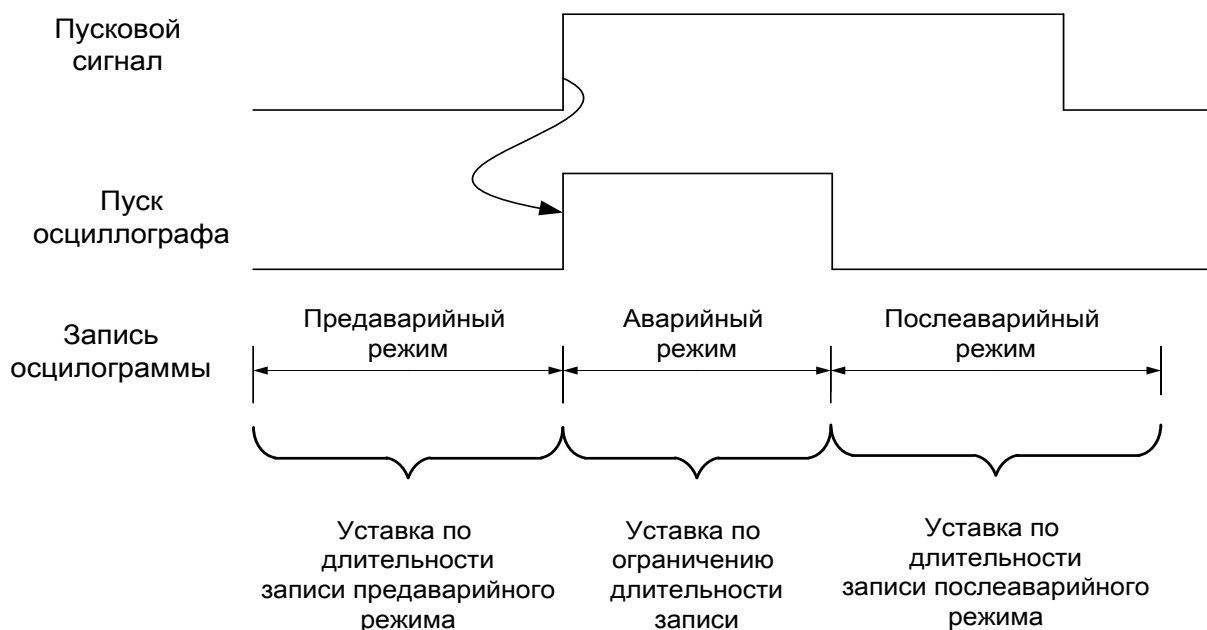 Пусковой
сигнал
Пуск
осциллографа
Запись
осцилограммы
Предаварийный
режим
Аварийный
режим
Послеаварийный
режим
Уставка по
длительности
записи предаварийного
режима
Уставка по
ограничению
длительности
записи
Уставка по
длительности
записи послеаварийного
режима